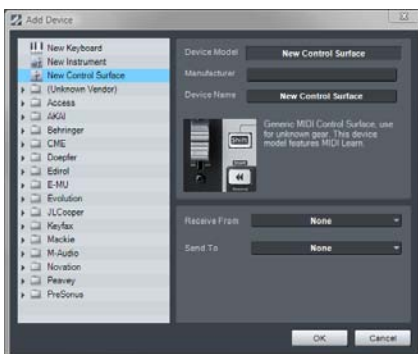 Add Device
New Keyboard
New Instrument
New Control Surface
(Unknown Vendor)
Access
AKAI
Behringer
CME
Doepfer
Edirol
E-MU
Evolution
JLCooper
Keyfax
Mackie
M-Audio
Novation
Peavey
PreSonus
Device Model New Control Surface
Manufacturer
Device Name New Control Surface
Shift
Generic MIDI Control Surface, use
for unknown gear. This device
model features MIDI Learn.
Receive From None
Send To None
OK Cancel